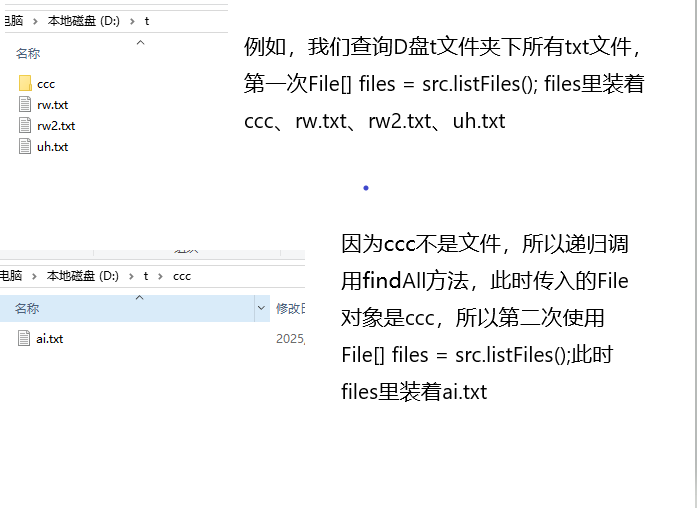 电脑 > 本地磁盘 (D:) > t
名称
ccc
rw.txt
rw2.txt
uh.txt
例如，我们查询D盘t文件夹下所有txt文件，
第一次File[] files = src.listFiles(); files里装着
ccc、rw.txt、rw2.txt、uh.txt
电脑 > 本地磁盘 (D:) > t > ccc
名称
修改日
ai.txt
2025
因为ccc不是文件，所以递归调
用findAll方法，此时传入的File
对象是ccc，所以第二次使用
File[] files = src.listFiles();此时
files里装着ai.txt